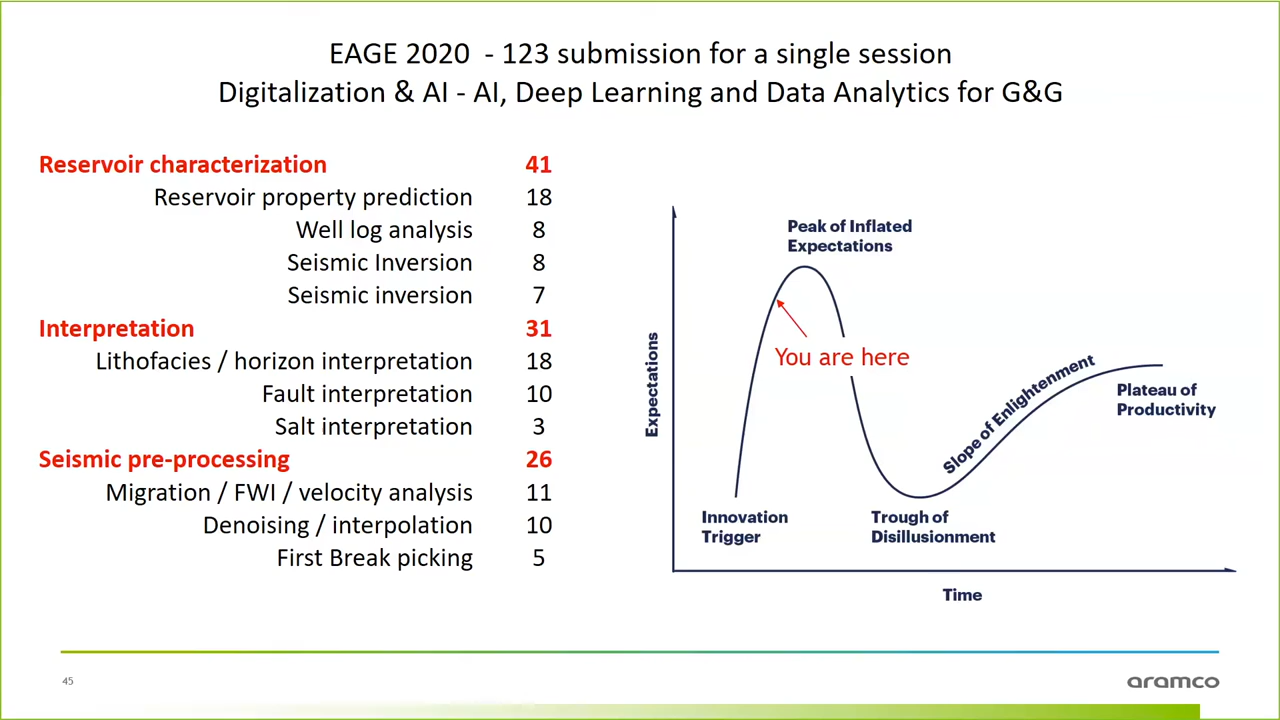 EAGE 2020 - 123 submission for a single session
Digitalization & AI - AI, Deep Learning and Data Analytics for G&G
Reservoir characterization 41
Reservoir property prediction 18
Well log analysis 8
Seismic Inversion 8
Seismic inversion 7
Interpretation 31
Lithofacies / horizon interpretation 18
Fault interpretation 10
Salt interpretation 3
Seismic pre-processing 26
Migration / FWI / velocity analysis 11
Denoising / interpolation 10
First Break picking 5
Expectations
Peak of Inflated
Expectations
You are here
Innovation
Trigger
Trough of
Disillusionment
Slope of Enlightenment
Plateau of
Productivity
Time
45
aramco